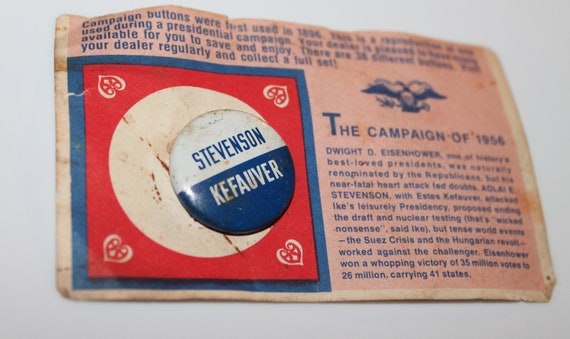 Campaign buttons were first used in 1896. This is a reproduction of one
used during a presidential campaign. Your dealer is pleased to have
available for you to save and enjoy. There are 38 different buttons. Visit
your dealer regularly and collect a full set!
STEVENSON
KEFAUVER
THE CAMPAIGN OF 1956
DWIGHT D. EISENHOWER, one of history's
best-loved presidents, was naturally
renominated by the Republicans, but his
near-fatal heart attack fed doubts. ADLAI E.
STEVENSON, with Estes Kefauver, attacked
Ike's leisurely Presidency, proposed ending
the draft and nuclear testing (that's "wicked
nonsense", said Ike), but tense world events
—the Suez Crisis and the Hungarian revolt—
worked against the challenger. Eisenhower
won a whopping victory of 35 million votes to
26 million, carrying 41 states.